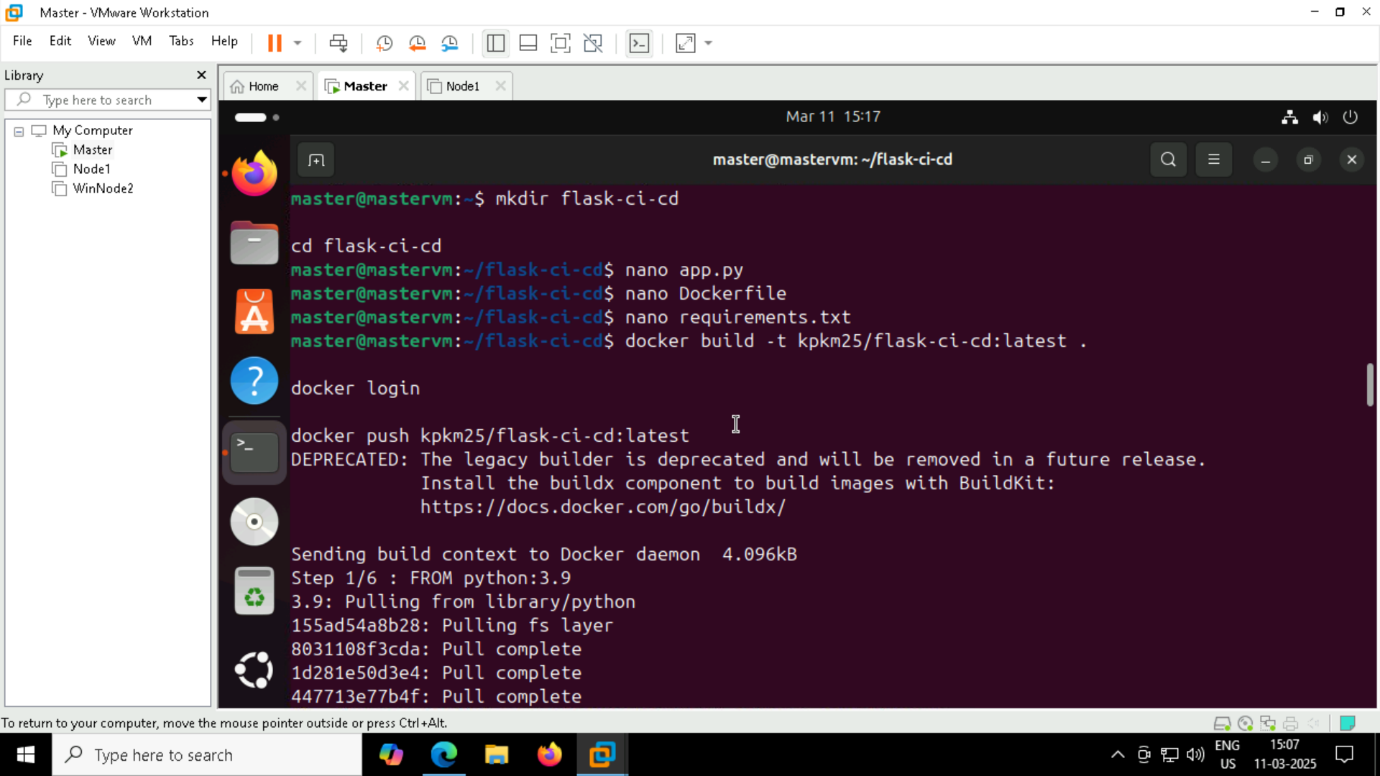 Master - VMware Workstation
File Edit View VM Tabs Help
Library
Type here to search
My Computer
Master
Node1
WinNode2
Home
Master
Node1
Mar 11 15:17
master@mastervm: ~/flask-ci-cd
master@mastervm:~$ mkdir flask-ci-cd
cd flask-ci-cd
master@mastervm:~/flask-ci-cd$ nano app.py
master@mastervm:~/flask-ci-cd$ nano Dockerfile
master@mastervm:~/flask-ci-cd$ nano requirements.txt
master@mastervm:~/flask-ci-cd$ docker build -t kpkm25/flask-ci-cd:latest .
docker login
docker push kpkm25/flask-ci-cd:latest
DEPRECATED: The legacy builder is deprecated and will be removed in a future release.
Install the buildx component to build images with BuildKit:
https://docs.docker.com/go/buildx/
Sending build context to Docker daemon 4.096kB
Step 1/6 : FROM python:3.9
3.9: Pulling from library/python
155ad54a8b28: Pulling fs layer
8031108f3cda: Pull complete
1d281e50d3e4: Pull complete
447713e77b4f: Pull complete
To return to your computer, move the mouse pointer outside or press Ctrl+Alt.
Type here to search
ENG
US
15:07
11-03-2025